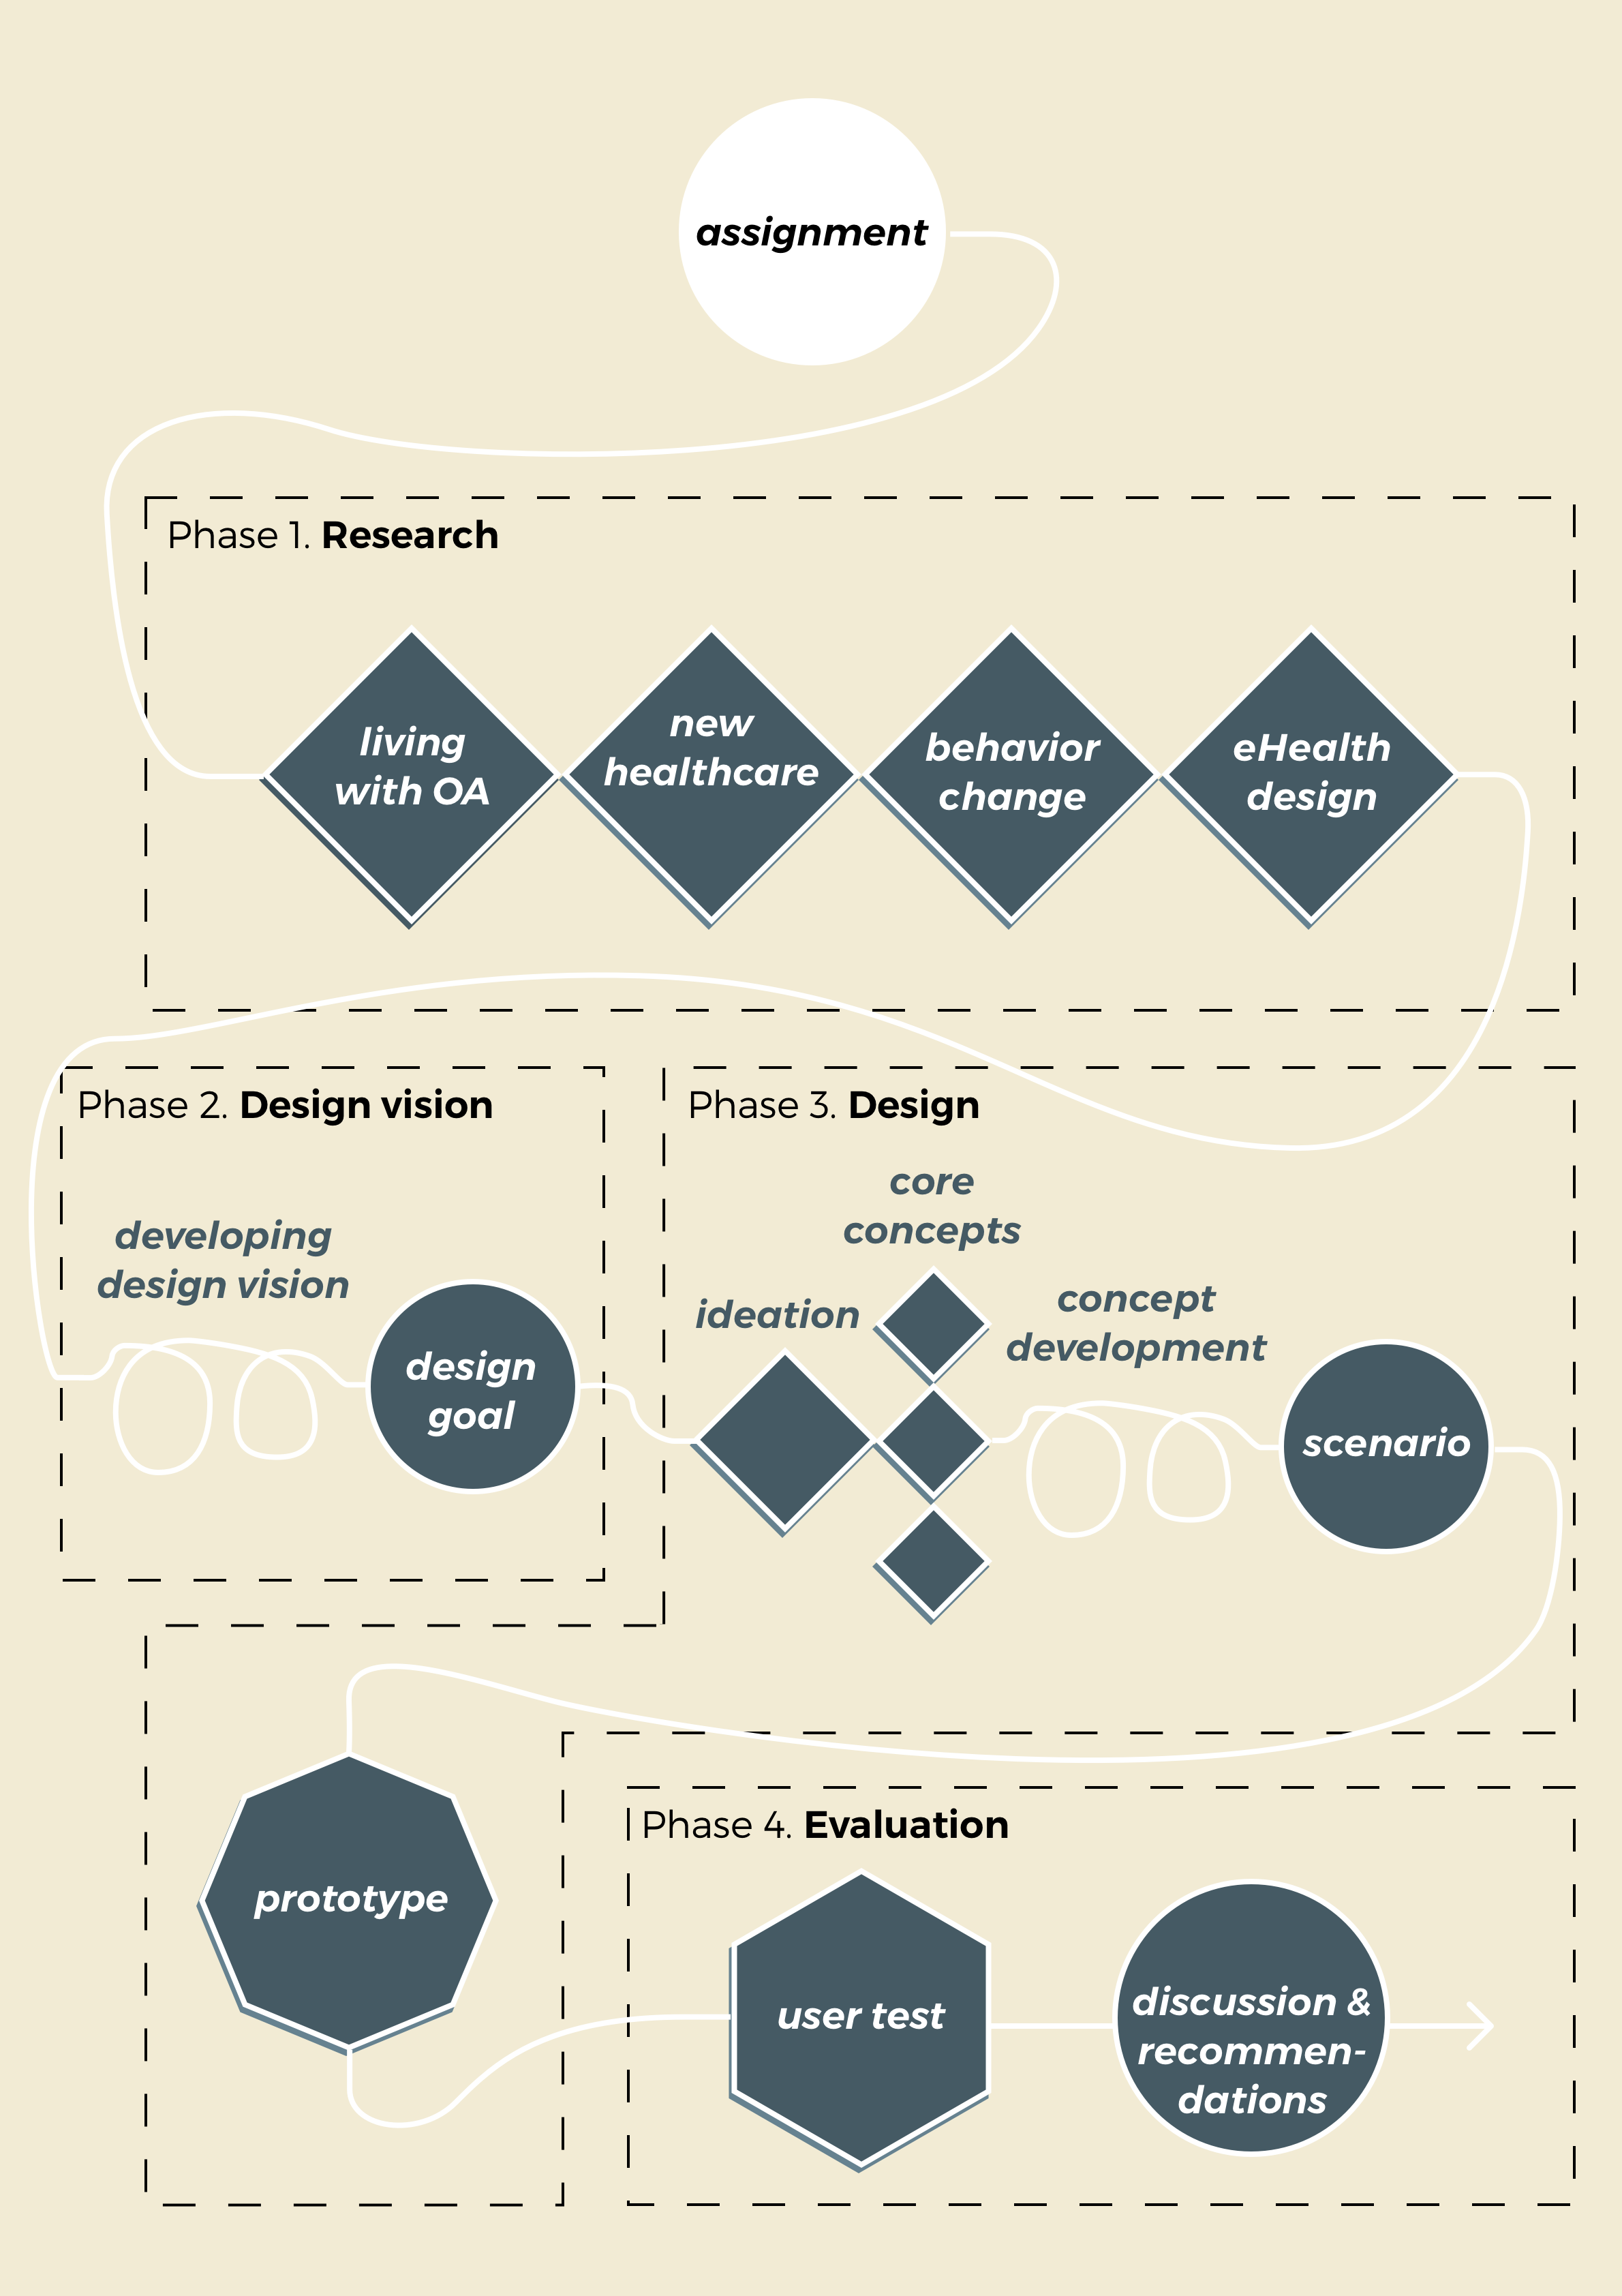 assignment
Phase 1. Research
living
with OA
new
healthcare
behavior
change
eHealth
design
Phase 2. Design vision
developing
design vision
design
goal
Phase 3. Design
ideation
core
concepts
concept
development
scenario
prototype
Phase 4. Evaluation
user test
discussion &
recommen-
dations